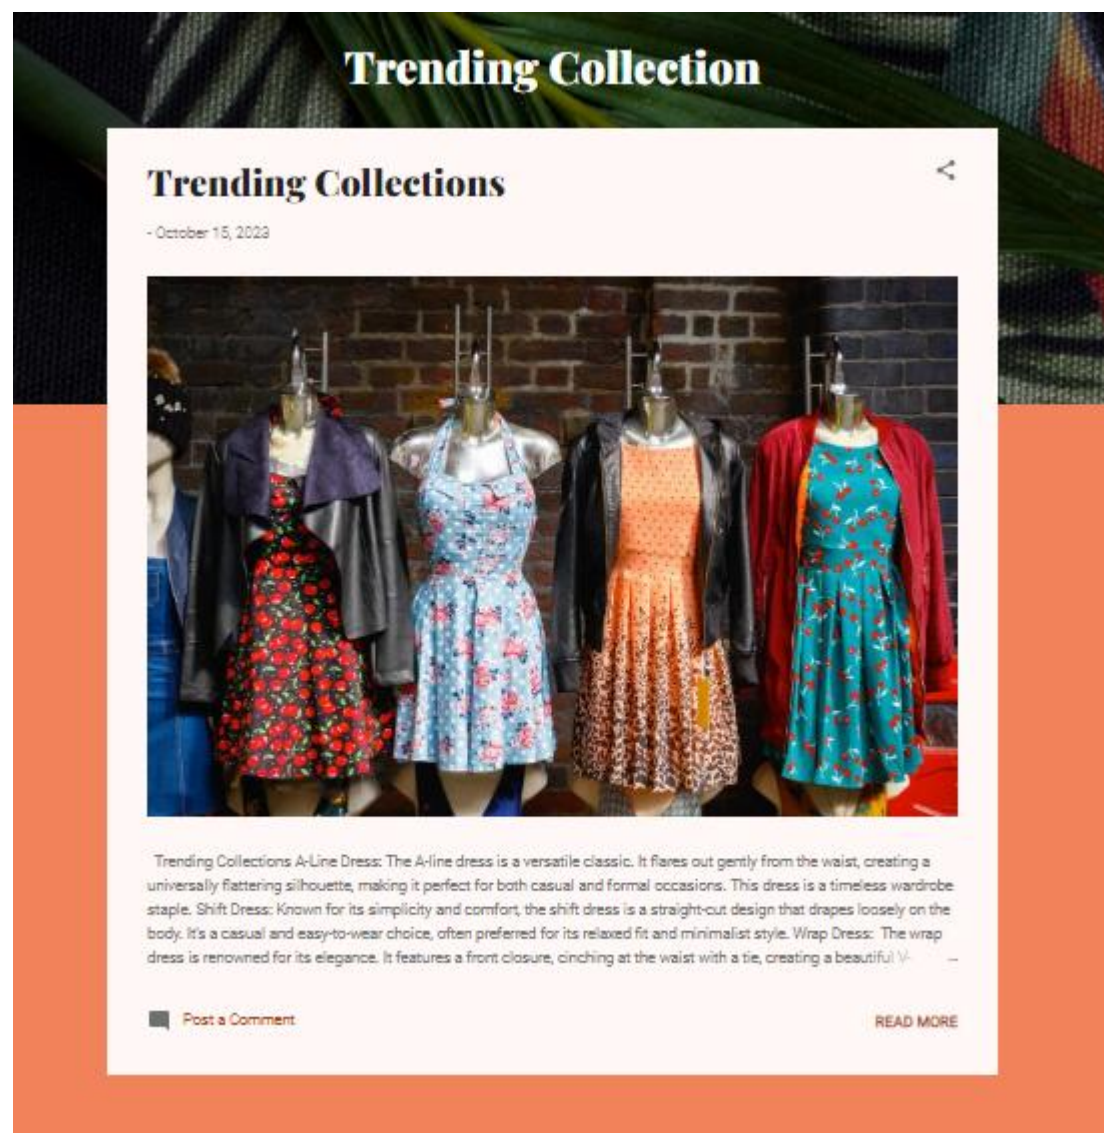 Trending Collection
Trending Collections
- October 15, 2023
Trending Collections A-Line Dress: The A-line dress is a versatile classic. It flares out gently from the waist, creating a
universally flattering silhouette, making it perfect for both casual and formal occasions. This dress is a timeless wardrobe
staple. Shift Dress: Known for its simplicity and comfort, the shift dress is a straight-cut design that drapes loosely on the
body. It's a casual and easy-to-wear choice, often preferred for its relaxed fit and minimalist style. Wrap Dress:  The wrap
dress is renowned for its elegance. It features a front closure, cinching at the waist with a tie, creating a beautiful V- …
Post a Comment
READ MORE